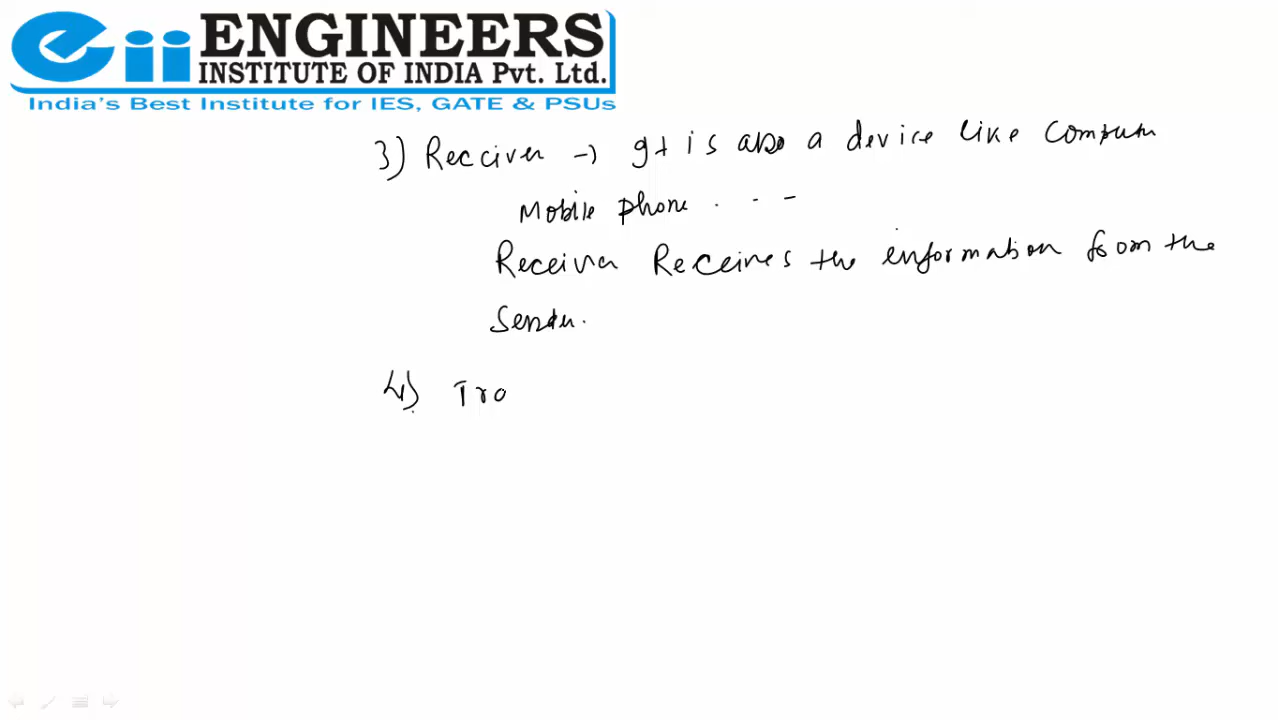 ENGINEERS
INSTITUTE OF INDIA Pvt. Ltd.
India's Best Institute for IES, GATE & PSUs
3) Receiver → It is also a device like Computer
Mobile phone . . . -
Receiver Receives the information from the
Sender.
4) Tra